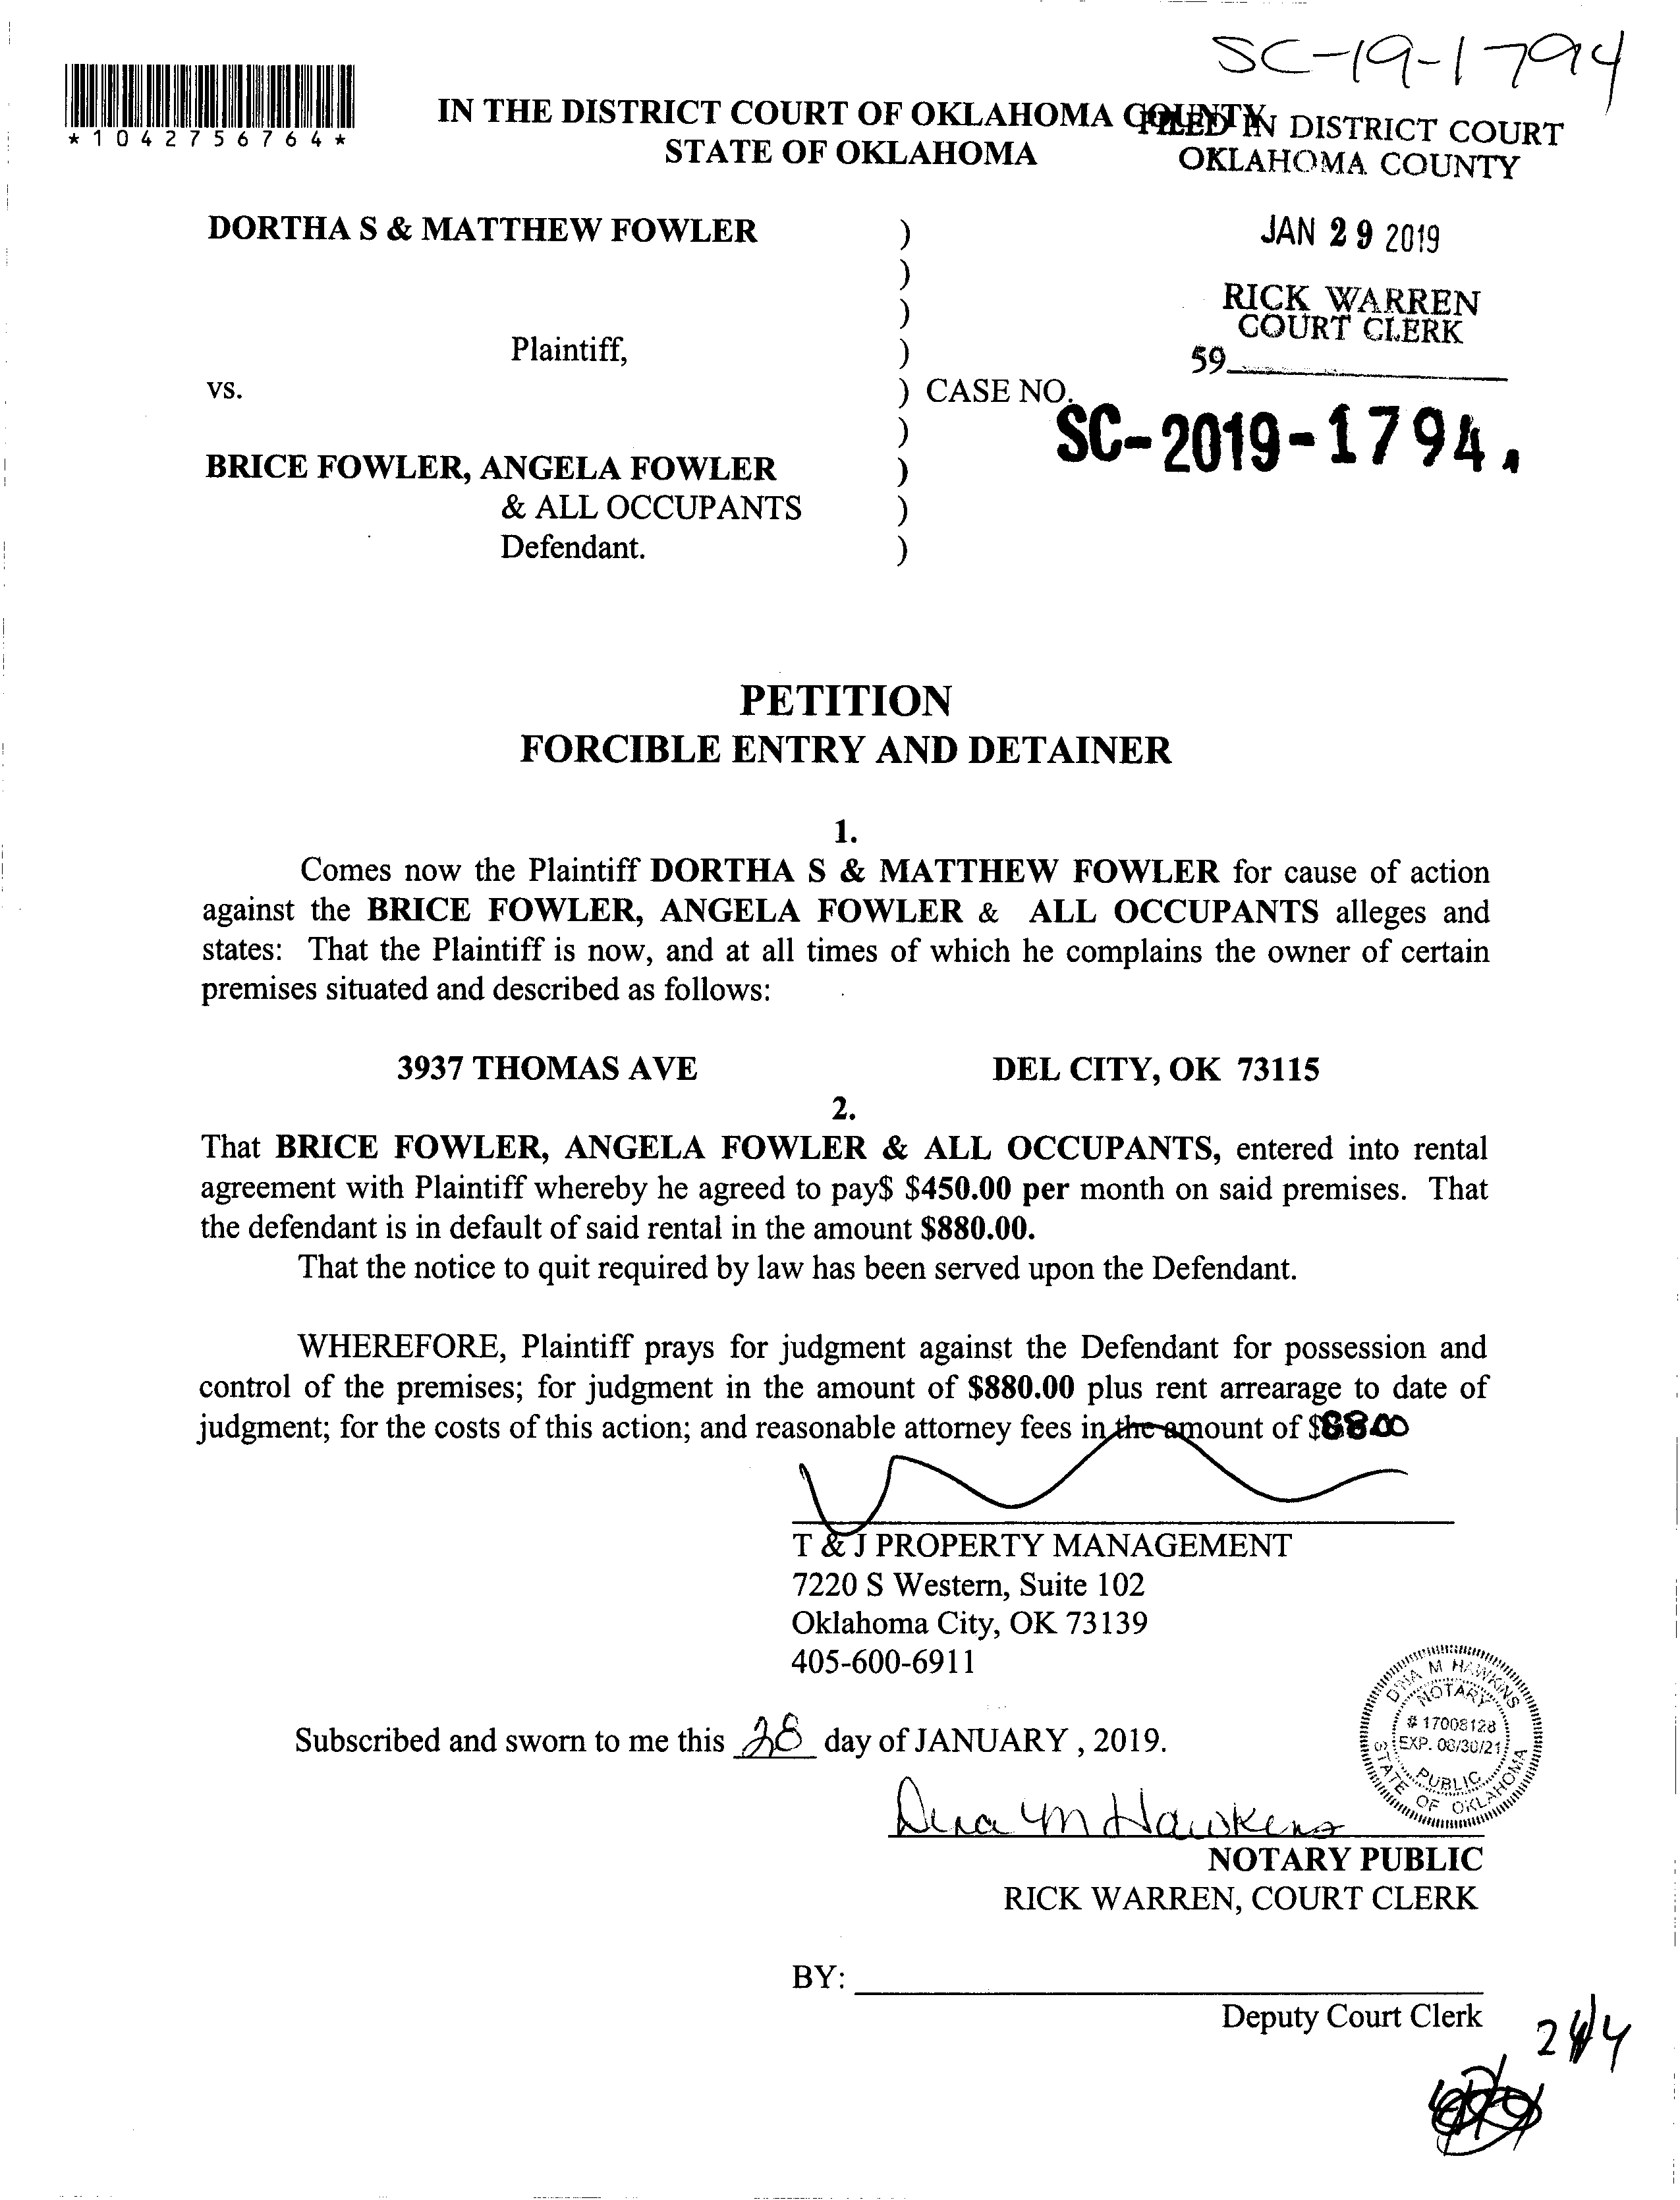 SC-19-1794
*1042756764*
IN THE DISTRICT COURT OF OKLAHOMA COUNTY
STATE OF OKLAHOMA
FILED IN DISTRICT COURT
OKLAHOMA COUNTY
JAN 29 2019
RICK WARREN
COURT CLERK
59
DORTHA S & MATTHEW FOWLER )
)
)
Plaintiff, )
vs. ) CASE NO.
SC-2019-1794
)
BRICE FOWLER, ANGELA FOWLER )
& ALL OCCUPANTS )
Defendant. )
PETITION
FORCIBLE ENTRY AND DETAINER
1.
Comes now the Plaintiff DORTHA S & MATTHEW FOWLER for cause of action
against the BRICE FOWLER, ANGELA FOWLER & ALL OCCUPANTS alleges and
states: That the Plaintiff is now, and at all times of which he complains the owner of certain
premises situated and described as follows:
3937 THOMAS AVE DEL CITY, OK 73115
2.
That BRICE FOWLER, ANGELA FOWLER & ALL OCCUPANTS, entered into rental
agreement with Plaintiff whereby he agreed to pay$ $450.00 per month on said premises. That
the defendant is in default of said rental in the amount $880.00.
That the notice to quit required by law has been served upon the Defendant.
WHEREFORE, Plaintiff prays for judgment against the Defendant for possession and
control of the premises; for judgment in the amount of $880.00 plus rent arrearage to date of
judgment; for the costs of this action; and reasonable attorney fees in the amount of $
T & J PROPERTY MANAGEMENT
7220 S Western, Suite 102
Oklahoma City, OK 73139
405-600-6911
Subscribed and sworn to me this 28 day of JANUARY , 2019.
DINA M HAWKINS
NOTARY
# 17008128
EXP. 08/30/21
PUBLIC
STATE OF OKLAHOMA
Dina M Hawkins
NOTARY PUBLIC
RICK WARREN, COURT CLERK
BY:
Deputy Court Clerk